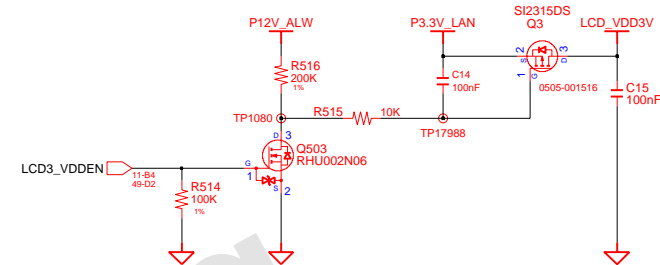 SI2315DS
P12V_ALW
P3.3V_LAN
Q3
LCD_VDD3V
2
3
S
D
R516
200K
1%
C14
100nF
1
G
0505-001516
C15
100nF
TP1080
R515
10K
TP17988
D
3
Q503
RHU002N06
LCD3_VDDEN
11-B4
49-D2
G
1
S
2
R514
100K
1%